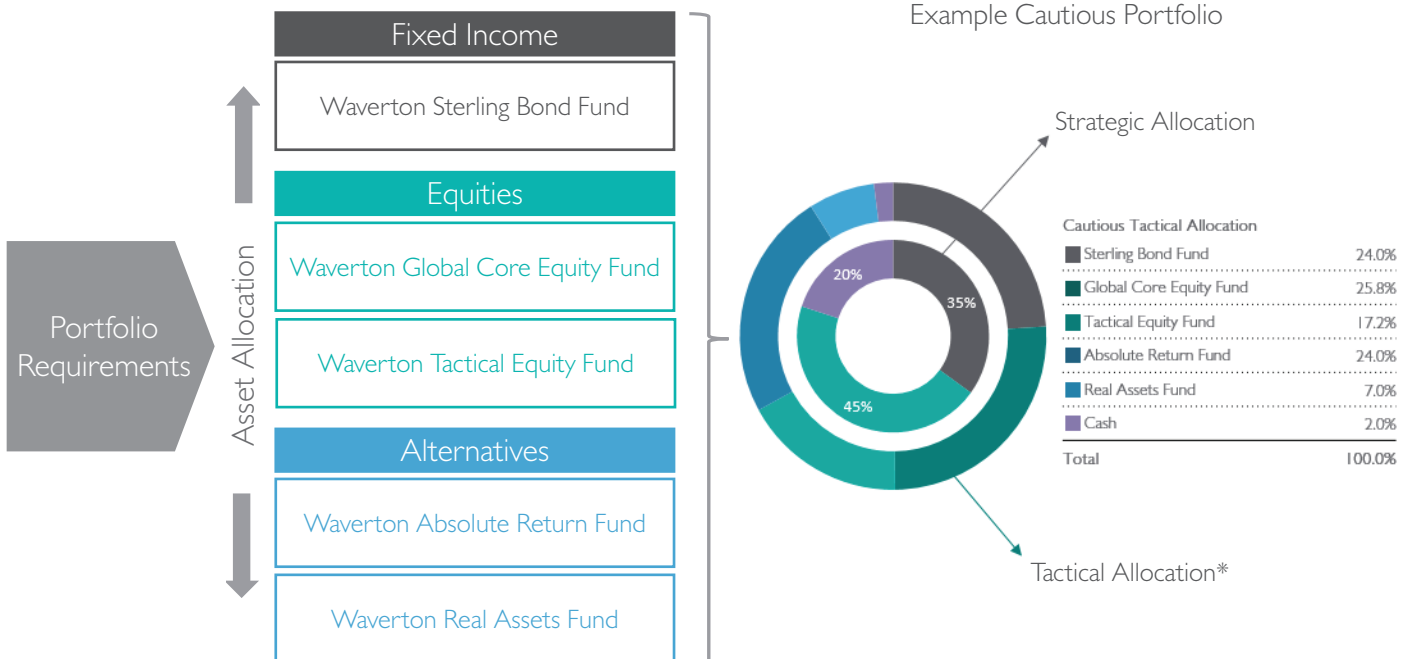 Portfolio
Requirements
Asset Allocation
Fixed Income
Waverton Sterling Bond Fund
Equities
Waverton Global Core Equity Fund
Waverton Tactical Equity Fund
Alternatives
Waverton Absolute Return Fund
Waverton Real Assets Fund
Example Cautious Portfolio
Strategic Allocation
20%
35%
45%
Tactical Allocation*
Cautious Tactical Allocation
Sterling Bond Fund 24.0%
Global Core Equity Fund 25.8%
Tactical Equity Fund 17.2%
Absolute Return Fund 24.0%
Real Assets Fund 7.0%
Cash 2.0%
Total 100.0%